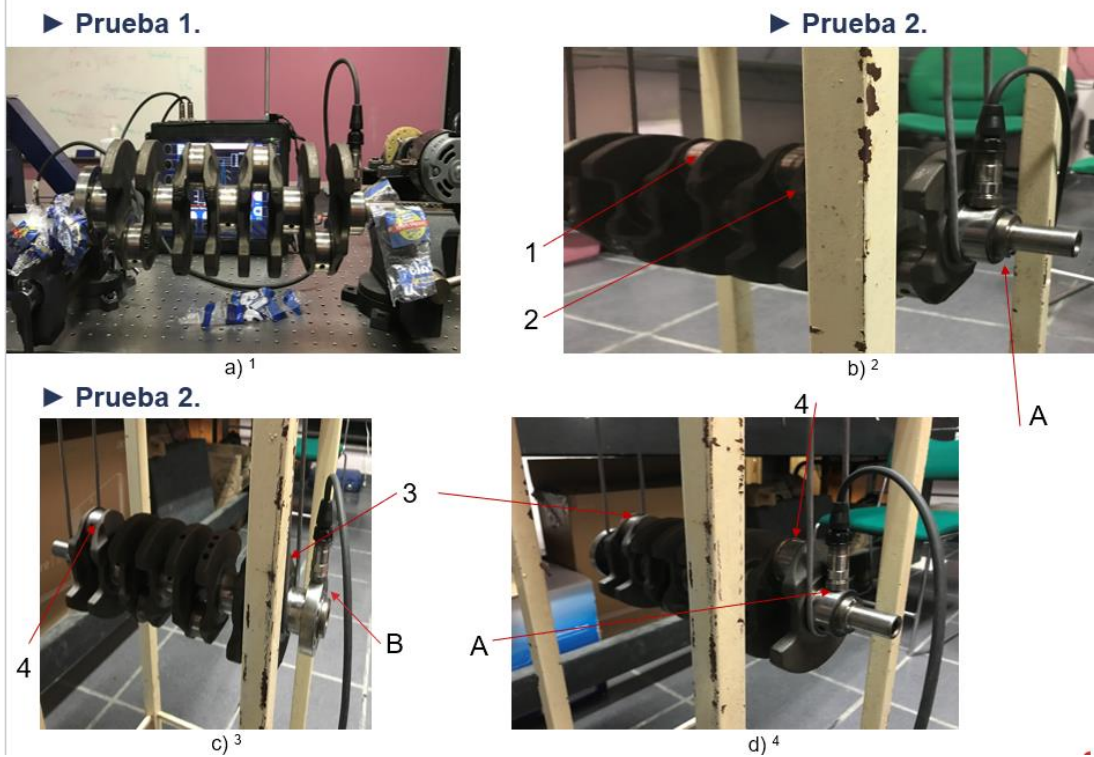 ► Prueba 1.
► Prueba 2.
1
2
a) 1
b) 2
A
► Prueba 2.
4
3
4
B
A
c) 3
d) 4